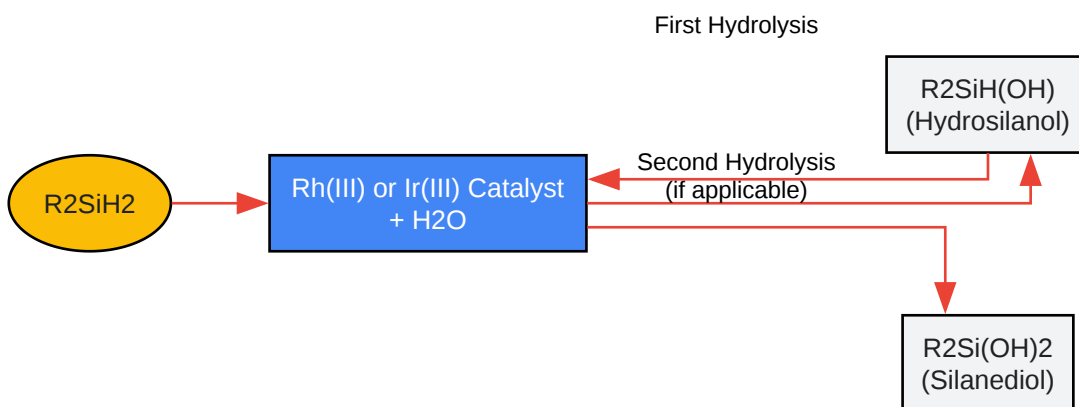 First Hydrolysis
R2SiH(OH)
(Hydrosilanol)
Second Hydrolysis
(if applicable)
Rh(III) or Ir(III) Catalyst
+ H2O
R2SiH2
R2Si(OH)2
(Silanediol)